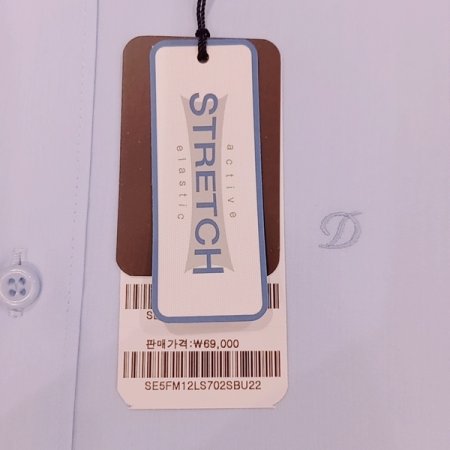 STRETCH
active
elastic
판매가격:₩69,000
SE5FM12LS702SBU22
D